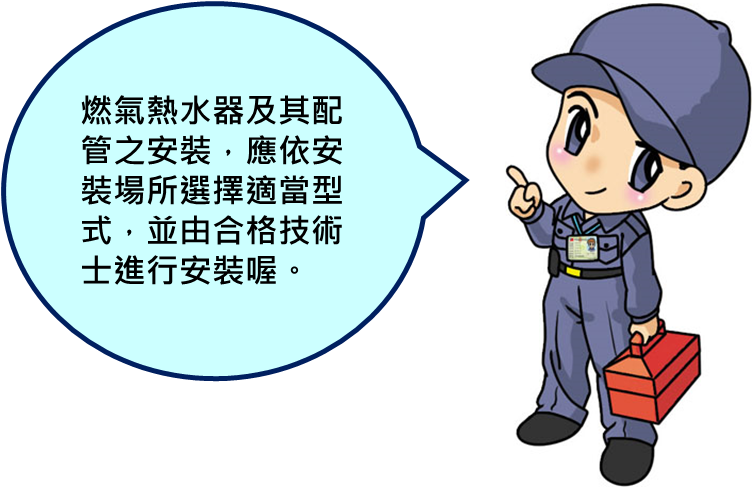 燃氣熱水器及其配
管之安裝，應依安
裝場所選擇適當型
式，並由合格技術
士進行安裝喔。